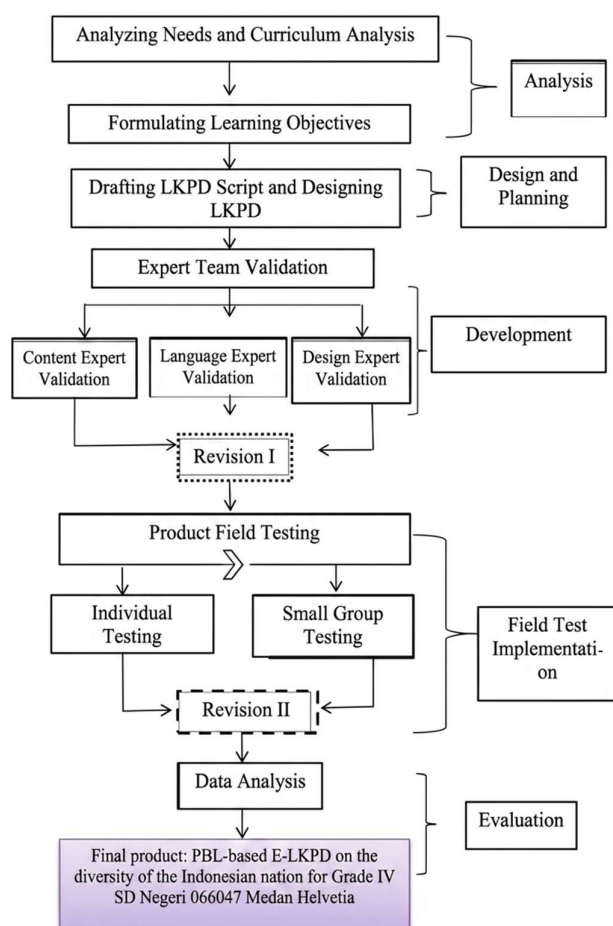 Analyzing Needs and Curriculum Analysis
Analysis
Formulating Learning Objectives
Drafting LKPD Script and Designing
LKPD
Design and
Planning
Expert Team Validation
Development
Content Expert
Validation
Language Expert
Validation
Design Expert
Validation
Revision I
Product Field Testing
Individual
Testing
Small Group
Testing
Field Test
Implementati-
on
Revision II
Data Analysis
Evaluation
Final product: PBL-based E-LKPD on the
diversity of the Indonesian nation for Grade IV
SD Negeri 066047 Medan Helvetia